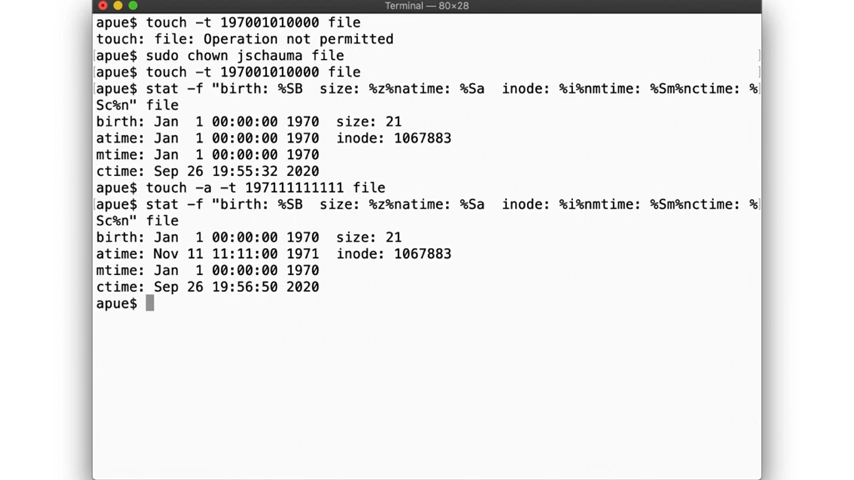 Terminal — 80×28
apue$ touch -t 197001010000 file
touch: file: Operation not permitted
apue$ sudo chown jschauma file
apue$ touch -t 197001010000 file
apue$ stat -f "birth: %SB  size: %z%natime: %Sa  inode: %i%nmtime: %Sm%nctime: %
Sc%n" file
birth: Jan  1 00:00:00 1970  size: 21
atime: Jan  1 00:00:00 1970  inode: 1067883
mtime: Jan  1 00:00:00 1970
ctime: Sep 26 19:55:32 2020
apue$ touch -a -t 197111111111 file
apue$ stat -f "birth: %SB  size: %z%natime: %Sa  inode: %i%nmtime: %Sm%nctime: %
Sc%n" file
birth: Jan  1 00:00:00 1970  size: 21
atime: Nov 11 11:11:00 1971  inode: 1067883
mtime: Jan  1 00:00:00 1970
ctime: Sep 26 19:56:50 2020
apue$